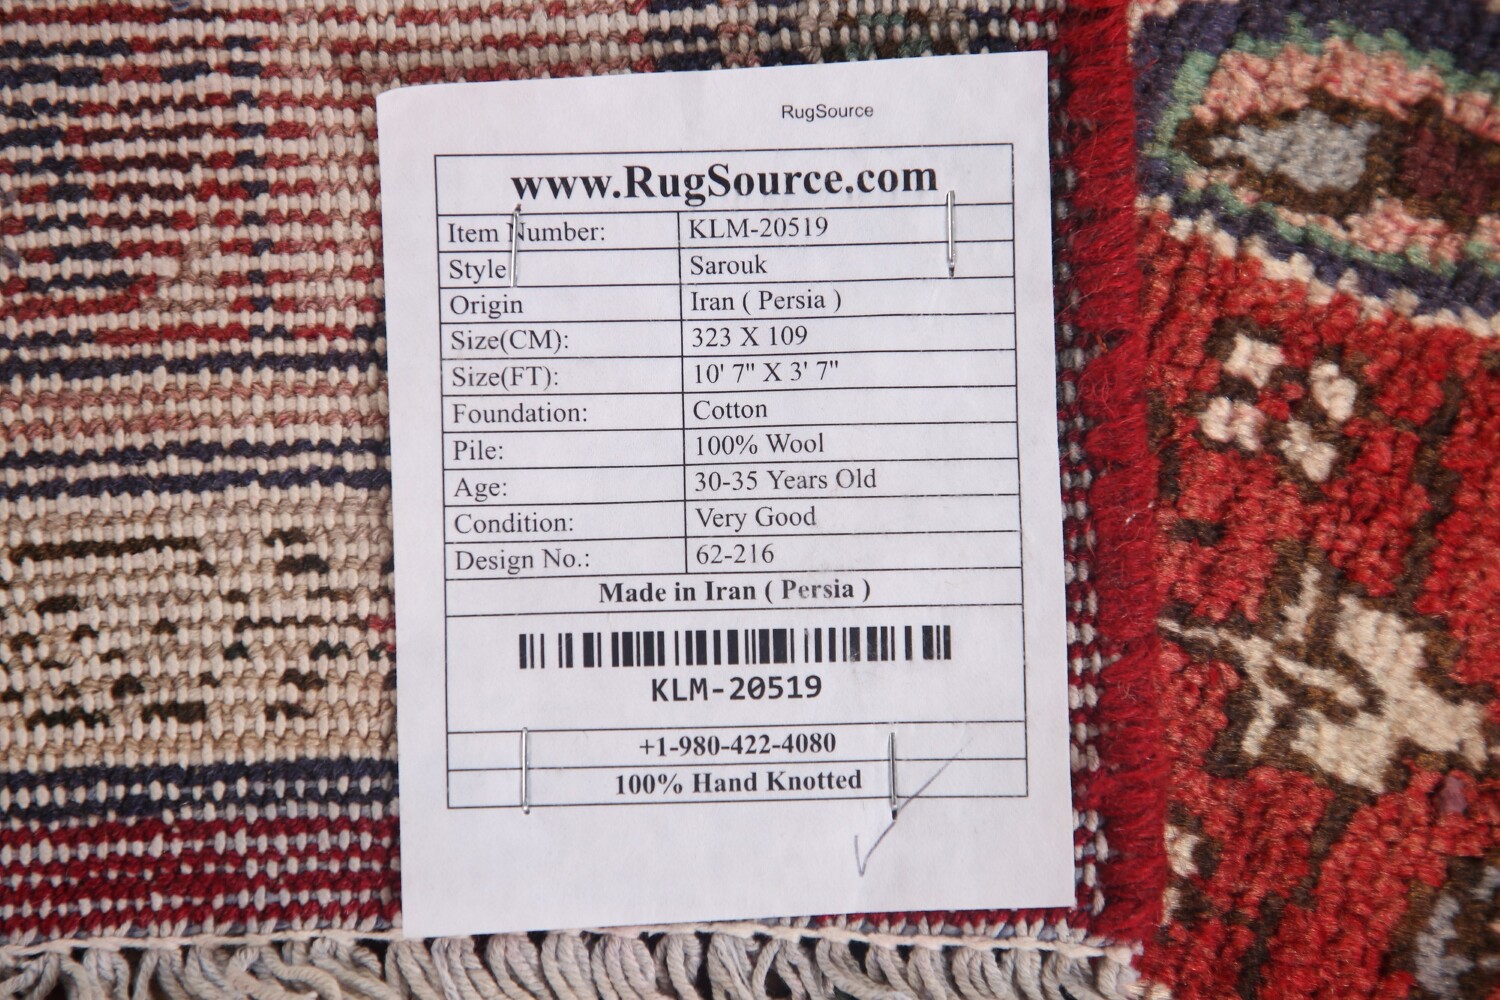 RugSource
www.RugSource.com
Item Number: KLM-20519
Style Sarouk
Origin Iran ( Persia )
Size(CM): 323 X 109
Size(FT): 10' 7" X 3' 7"
Foundation: Cotton
Pile: 100% Wool
Age: 30-35 Years Old
Condition: Very Good
Design No.: 62-216
Made in Iran ( Persia )
KLM-20519
+1-980-422-4080
100% Hand Knotted